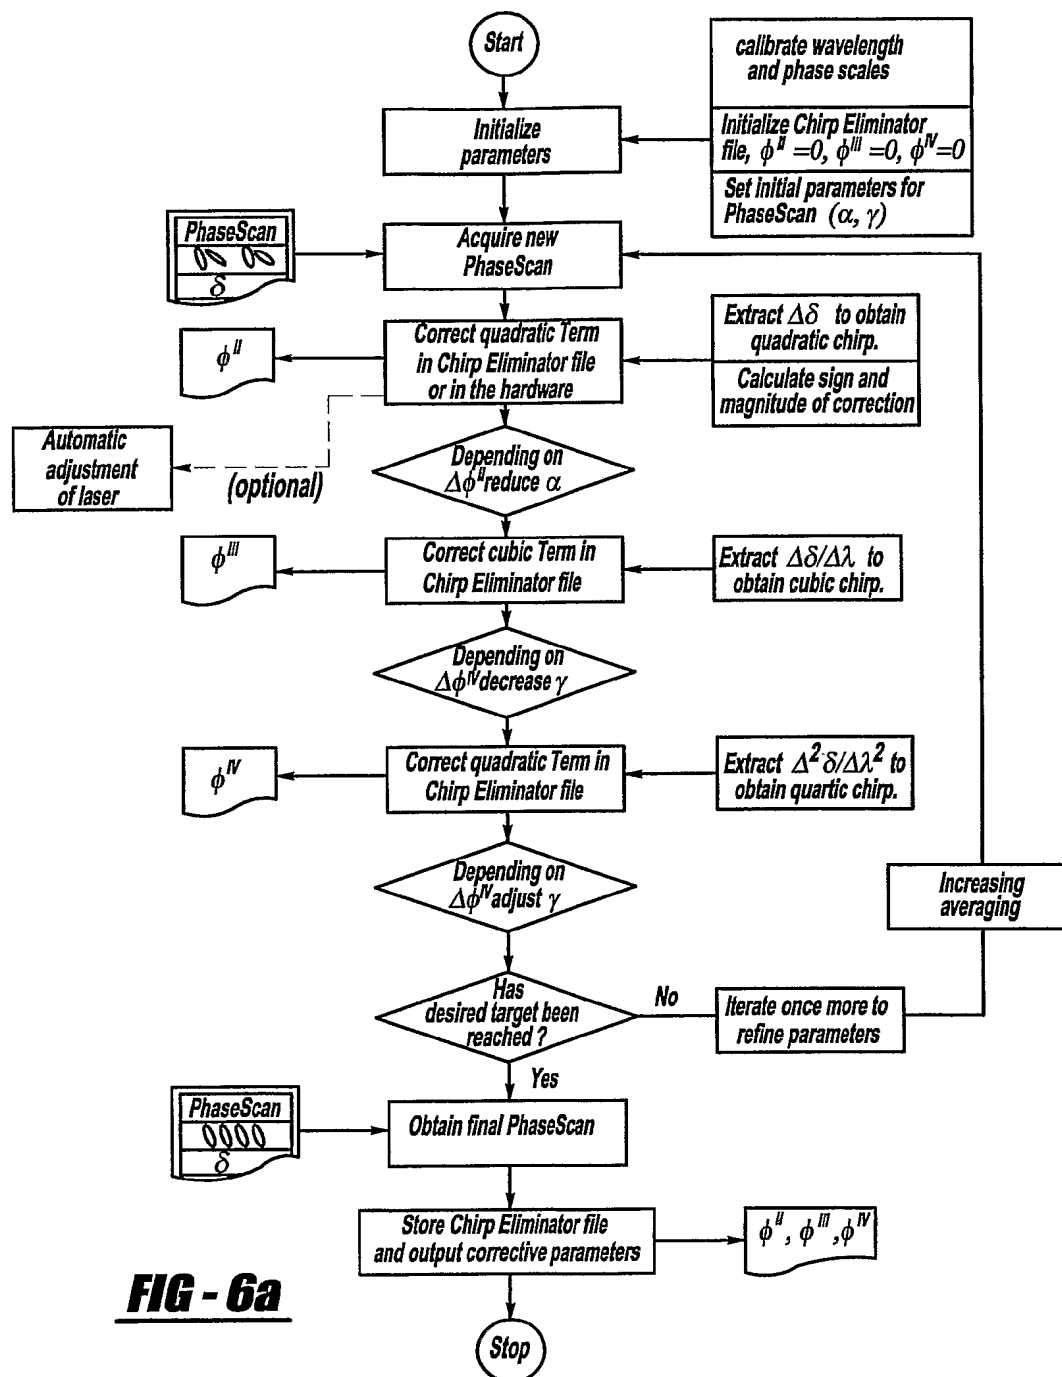 Start
calibrate wavelength
and phase scales
Initialize
parameters
Initialize Chirp Eliminator
file, ϕ^II =0, ϕ^III =0, ϕ^IV=0
Set initial parameters for
PhaseScan (α, γ)
PhaseScan
δ
Acquire new
PhaseScan
ϕ^II
Correct quadratic Term
in Chirp Eliminator file
or in the hardware
Extract Δδ to obtain
quadratic chirp.
Calculate sign and
magnitude of correction
Automatic
adjustment
of laser
(optional)
Depending on
Δϕ^II reduce α
ϕ^III
Correct cubic Term in
Chirp Eliminator file
Extract Δδ/Δλ to
obtain cubic chirp.
Depending on
Δϕ^IV decrease γ
ϕ^IV
Correct quadratic Term in
Chirp Eliminator file
Extract Δ²δ/Δλ² to
obtain quartic chirp.
Depending on
Δϕ^IV adjust γ
Increasing
averaging
Has
desired target been
reached ?
No
Iterate once more to
refine parameters
Yes
PhaseScan
δ
Obtain final PhaseScan
Store Chirp Eliminator file
and output corrective parameters
ϕ^II, ϕ^III, ϕ^IV
FIG - 6a
Stop